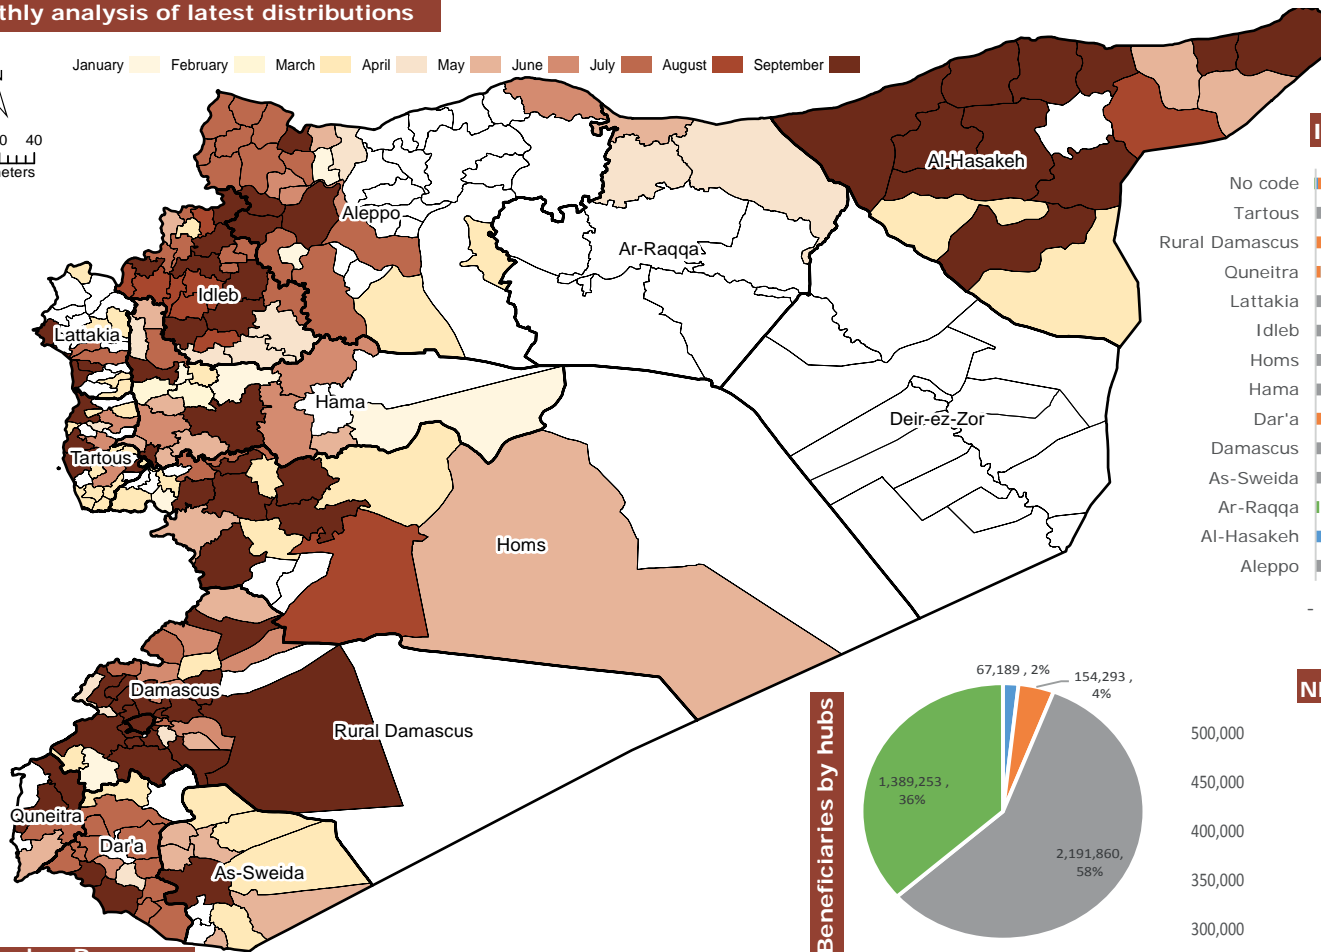 thly analysis of latest distributions
January February March April May June July August September
N
0 40
eters
Al-Hasakeh
Aleppo
Ar-Raqqa
Idleb
Lattakia
Hama
Deir-ez-Zor
Tartous
Homs
Damascus
Rural Damascus
Quneitra
Dar'a
As-Sweida
No code
Tartous
Rural Damascus
Quneitra
Lattakia
Idleb
Homs
Hama
Dar'a
Damascus
As-Sweida
Ar-Raqqa
Al-Hasakeh
Aleppo
-
Beneficiaries by hubs
67,189 , 2%
154,293 ,
4%
1,389,253 ,
36%
2,191,860,
58%
500,000
450,000
400,000
350,000
300,000